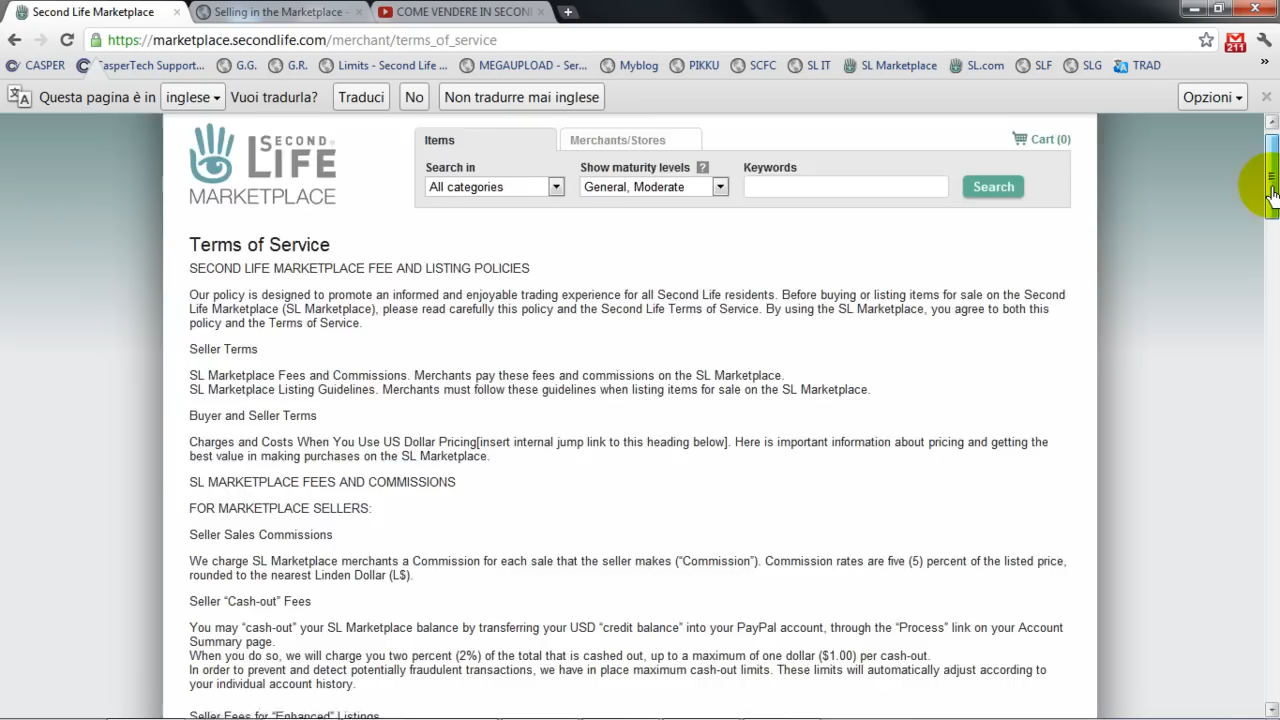 Second Life Marketplace
Selling in the Marketplace -
COME VENDERE IN SECON
https://marketplace.secondlife.com/merchant/terms_of_service
211
CASPER
CasperTech Support...
G.G.
G.R.
Limits - Second Life ...
MEGAUPLOAD - Ser...
Myblog
PIKKU
SCFC
SL IT
SL Marketplace
SL.com
SLF
SLG
TRAD
»
Questa pagina è in inglese Vuoi tradurla? Traduci No Non tradurre mai inglese Opzioni
SECOND
LIFE
MARKETPLACE
Items
Merchants/Stores
Cart (0)
Search in
Show maturity levels ?
Keywords
All categories
General, Moderate
Search
Terms of Service
SECOND LIFE MARKETPLACE FEE AND LISTING POLICIES
Our policy is designed to promote an informed and enjoyable trading experience for all Second Life residents. Before buying or listing items for sale on the Second
Life Marketplace (SL Marketplace), please read carefully this policy and the Second Life Terms of Service. By using the SL Marketplace, you agree to both this
policy and the Terms of Service.
Seller Terms
SL Marketplace Fees and Commissions. Merchants pay these fees and commissions on the SL Marketplace.
SL Marketplace Listing Guidelines. Merchants must follow these guidelines when listing items for sale on the SL Marketplace.
Buyer and Seller Terms
Charges and Costs When You Use US Dollar Pricing[insert internal jump link to this heading below]. Here is important information about pricing and getting the
best value in making purchases on the SL Marketplace.
SL MARKETPLACE FEES AND COMMISSIONS
FOR MARKETPLACE SELLERS:
Seller Sales Commissions
We charge SL Marketplace merchants a Commission for each sale that the seller makes (“Commission”). Commission rates are five (5) percent of the listed price,
rounded to the nearest Linden Dollar (L$).
Seller “Cash-out” Fees
You may “cash-out” your SL Marketplace balance by transferring your USD “credit balance” into your PayPal account, through the “Process” link on your Account
Summary page.
When you do so, we will charge you two percent (2%) of the total that is cashed out, up to a maximum of one dollar ($1.00) per cash-out.
In order to prevent and detect potentially fraudulent transactions, we have in place maximum cash-out limits. These limits will automatically adjust according to
your individual account history.
Seller Fees for “Enhanced” Listings